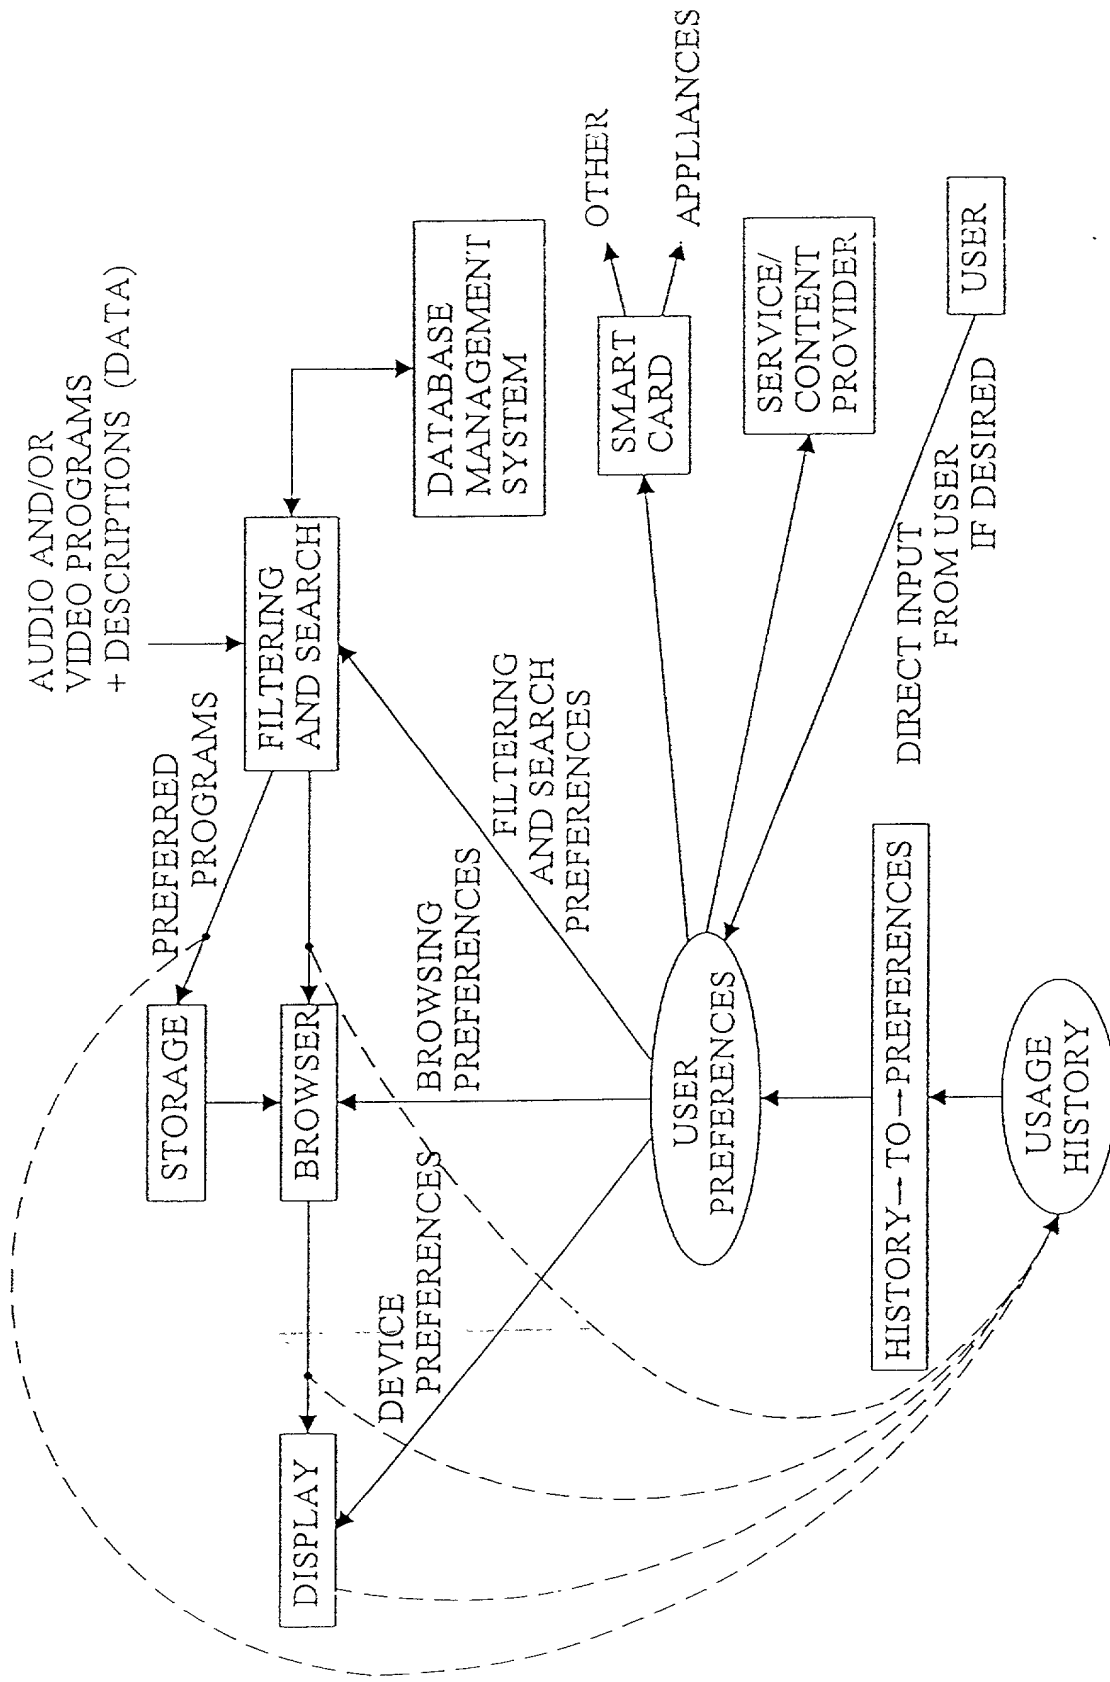 AUDIO AND/OR
VIDEO PROGRAMS
+ DESCRIPTIONS (DATA)
PREFERRED
PROGRAMS
STORAGE
FILTERING
AND SEARCH
DISPLAY
BROWSER
DATABASE
MANAGEMENT
SYSTEM
DEVICE
PREFERENCES
BROWSING
PREFERENCES
FILTERING
AND SEARCH
PREFERENCES
SMART
CARD
OTHER
APPLIANCES
USER
PREFERENCES
SERVICE/
CONTENT
PROVIDER
DIRECT INPUT
FROM USER
IF DESIRED
USER
HISTORY — TO — PREFERENCES
USAGE
HISTORY